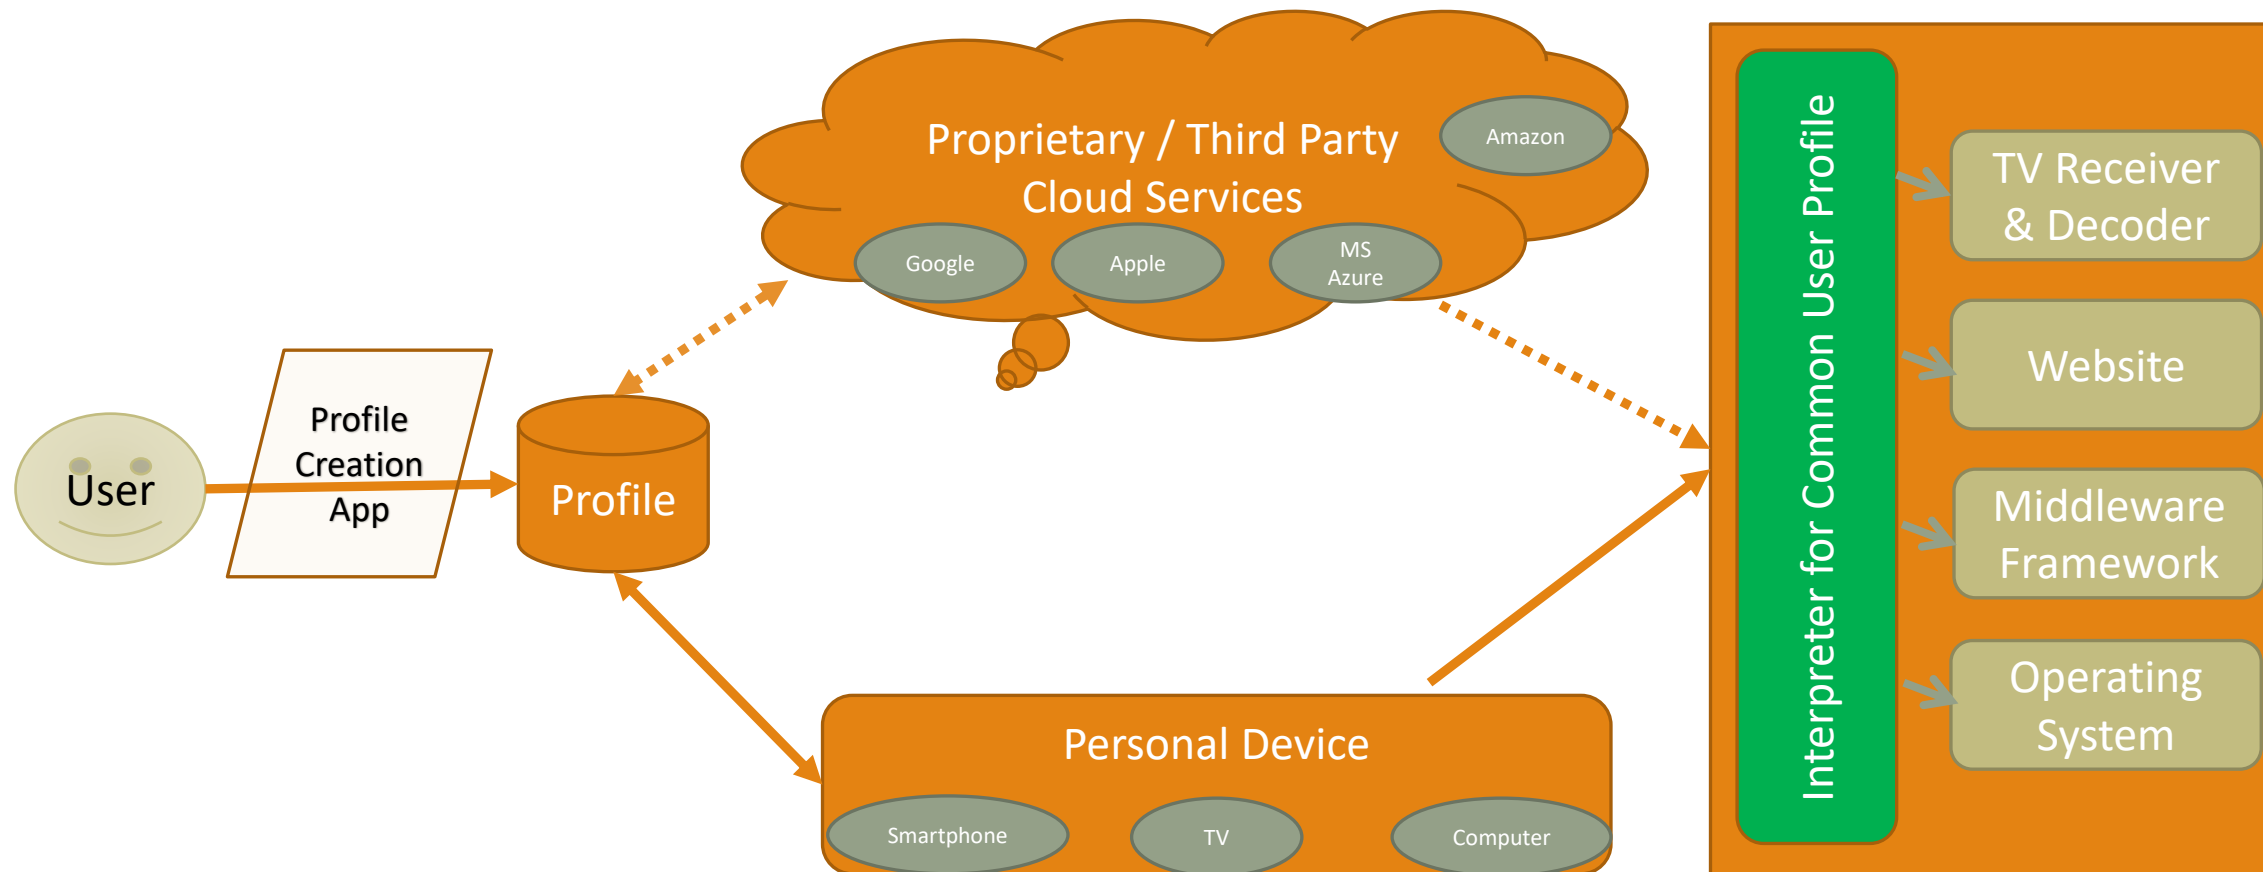 User
Profile
Creation
App
Profile
Proprietary / Third Party
Cloud Services
Amazon
Google
Apple
MS
Azure
Personal Device
Smartphone
TV
Computer
Interpreter for Common User Profile
TV Receiver
& Decoder
Website
Middleware
Framework
Operating
System